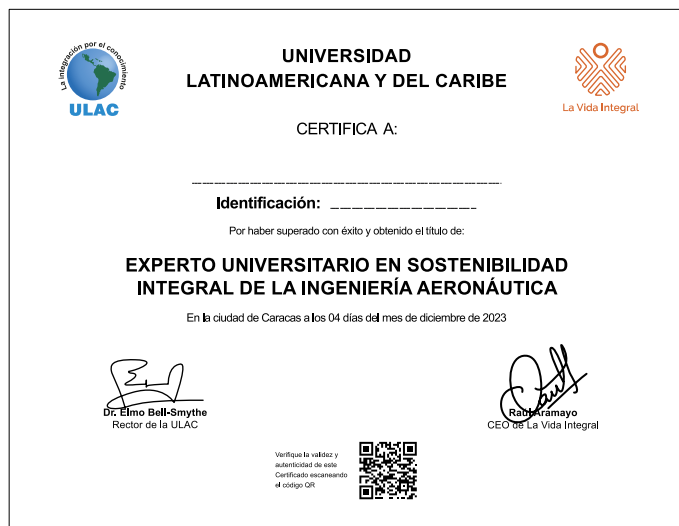 La integración por el conocimiento
ULAC
UNIVERSIDAD
LATINOAMERICANA Y DEL CARIBE
La Vida Integral
CERTIFICA A:
Identificación:
Por haber superado con éxito y obtenido el título de:
EXPERTO UNIVERSITARIO EN SOSTENIBILIDAD
INTEGRAL DE LA INGENIERÍA AERONÁUTICA
En la ciudad de Caracas a los 04 días del mes de diciembre de 2023
Dr. Elmo Bell-Smythe
Rector de la ULAC
Raúl Aramayo
CEO de La Vida Integral
Verifique la validez y
autenticidad de este
Certificado escaneando
el código QR